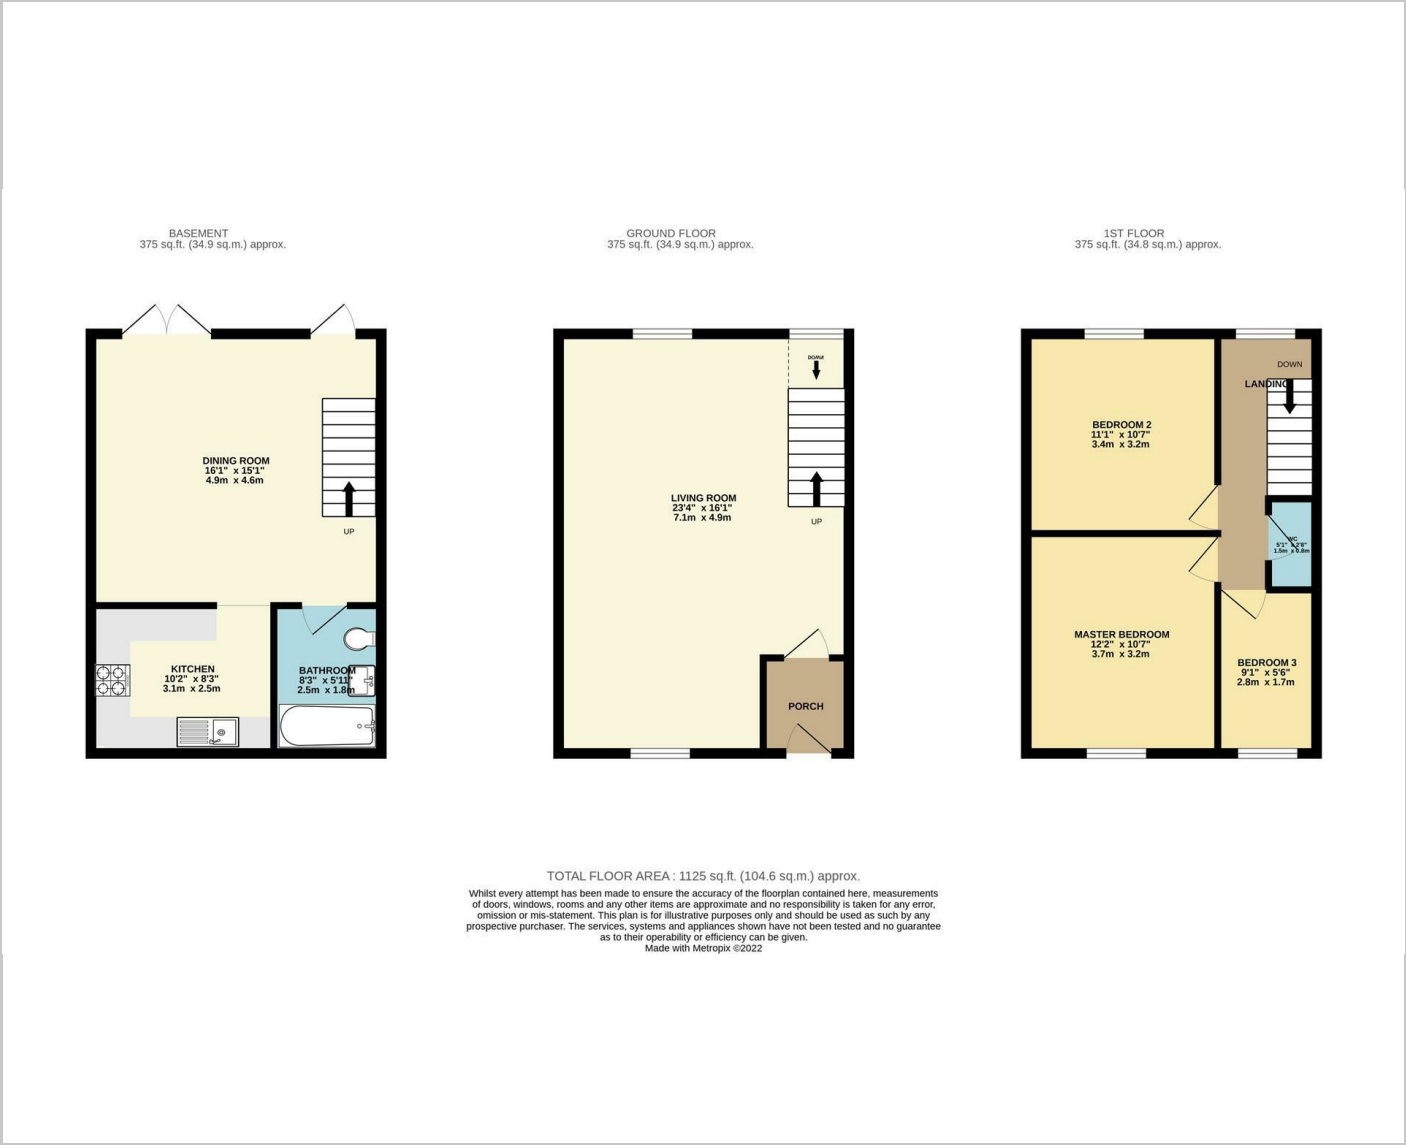 BASEMENT
375 sq.ft. (34.9 sq.m.) approx.
GROUND FLOOR
375 sq.ft. (34.9 sq.m.) approx.
1ST FLOOR
375 sq.ft. (34.8 sq.m.) approx.
DINING ROOM
16'1" x 15'1"
4.9m x 4.6m
UP
KITCHEN
10'2" x 8'3"
3.1m x 2.5m
BATHROOM
8'3" x 5'11"
2.5m x 1.8m
DOWN
LIVING ROOM
23'4" x 16'1"
7.1m x 4.9m
UP
PORCH
DOWN
LANDING
BEDROOM 2
11'1" x 10'7"
3.4m x 3.2m
WC
5'1" x 2'8"
1.5m x 0.8m
MASTER BEDROOM
12'2" x 10'7"
3.7m x 3.2m
BEDROOM 3
9'1" x 5'6"
2.8m x 1.7m
TOTAL FLOOR AREA : 1125 sq.ft. (104.6 sq.m.) approx.
Whilst every attempt has been made to ensure the accuracy of the floorplan contained here, measurements
of doors, windows, rooms and any other items are approximate and no responsibility is taken for any error,
omission or mis-statement. This plan is for illustrative purposes only and should be used as such by any
prospective purchaser. The services, systems and appliances shown have not been tested and no guarantee
as to their operability or efficiency can be given.
Made with Metropix ©2022